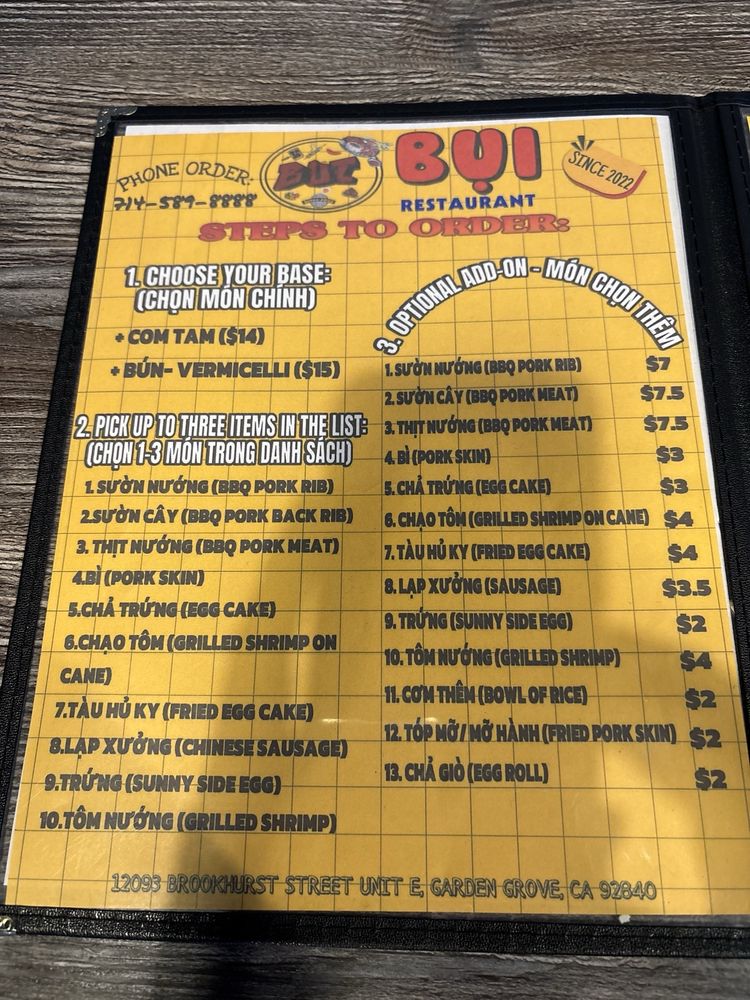 PHONE ORDER:
714-589-8888
BỤI
BỤI
RESTAURANT
SINCE 2022
STEPS TO ORDER:
1. CHOOSE YOUR BASE:
(CHỌN MÓN CHÍNH)
+ COM TAM ($14)
+ BÚN- VERMICELLI ($15)
2. PICK UP TO THREE ITEMS IN THE LIST:
(CHỌN 1-3 MÓN TRONG DANH SÁCH)
1. SƯỜN NƯỚNG (BBQ PORK RIB)
2.SƯỜN CÂY (BBQ PORK BACK RIB)
3. THỊT NƯỚNG (BBQ PORK MEAT)
4.BÌ (PORK SKIN)
5.CHẢ TRỨNG (EGG CAKE)
6.CHẠO TÔM (GRILLED SHRIMP ON
CANE)
7.TÀU HỦ KY (FRIED EGG CAKE)
8.LẠP XƯỞNG (CHINESE SAUSAGE)
9.TRỨNG (SUNNY SIDE EGG)
10.TÔM NƯỚNG (GRILLED SHRIMP)
3. OPTIONAL ADD-ON - MÓN CHỌN THÊM
1. SƯỜN NƯỚNG (BBQ PORK RIB) $7
2. SƯỜN CÂY (BBQ PORK MEAT) $7.5
3. THỊT NƯỚNG (BBQ PORK MEAT) $7.5
4. BÌ (PORK SKIN) $3
5. CHẢ TRỨNG (EGG CAKE) $3
6. CHẠO TÔM (GRILLED SHRIMP ON CANE) $4
7. TÀU HỦ KY (FRIED EGG CAKE) $4
8. LẠP XƯỞNG (SAUSAGE) $3.5
9. TRỨNG (SUNNY SIDE EGG) $2
10. TÔM NƯỚNG (GRILLED SHRIMP) $4
11. CƠM THÊM (BOWL OF RICE) $2
12. TÓP MỠ/ MỠ HÀNH (FRIED PORK SKIN) $2
13. CHẢ GIÒ (EGG ROLL) $2
12093 BROOKHURST STREET UNIT E, GARDEN GROVE, CA 92840